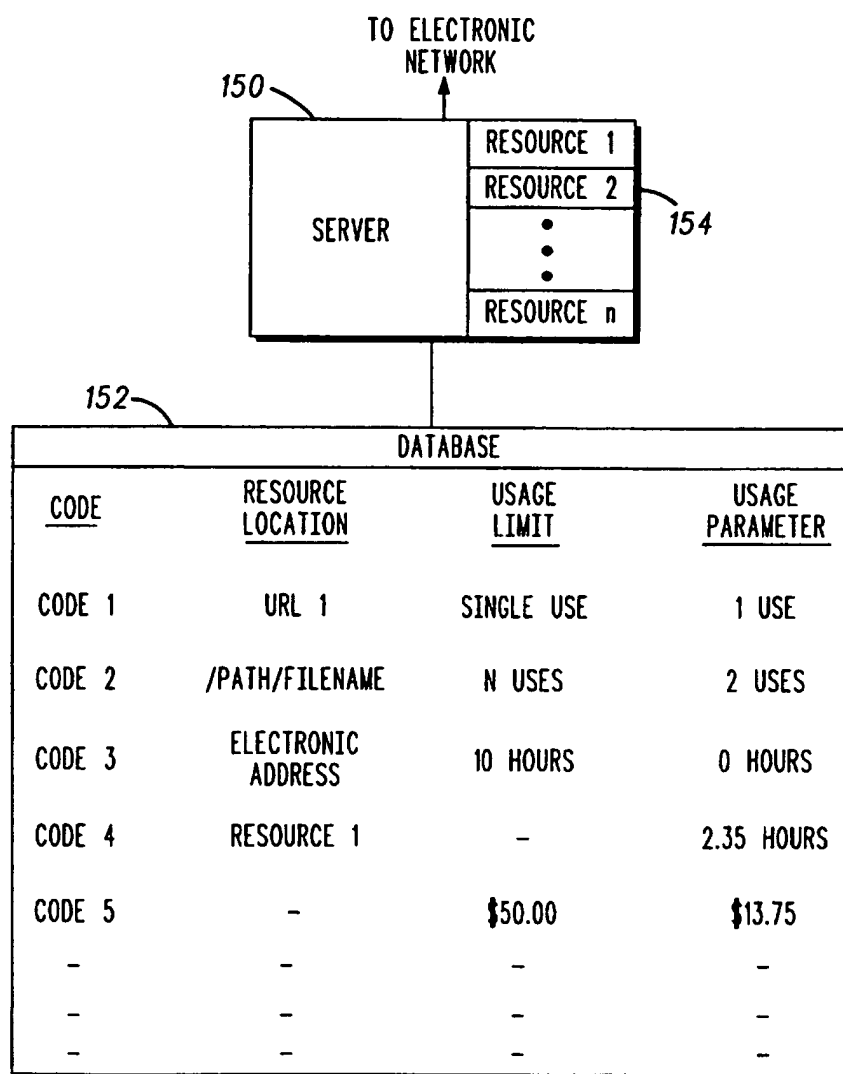 TO ELECTRONIC
NETWORK
150
SERVER
RESOURCE 1
RESOURCE 2
154
RESOURCE n
152
DATABASE
CODE RESOURCE LOCATION USAGE LIMIT USAGE PARAMETER
CODE 1 URL 1 SINGLE USE 1 USE
CODE 2 /PATH/FILENAME N USES 2 USES
CODE 3 ELECTRONIC ADDRESS 10 HOURS 0 HOURS
CODE 4 RESOURCE 1 - 2.35 HOURS
CODE 5 - $50.00 $13.75
- - - -
- - - -
- - - -